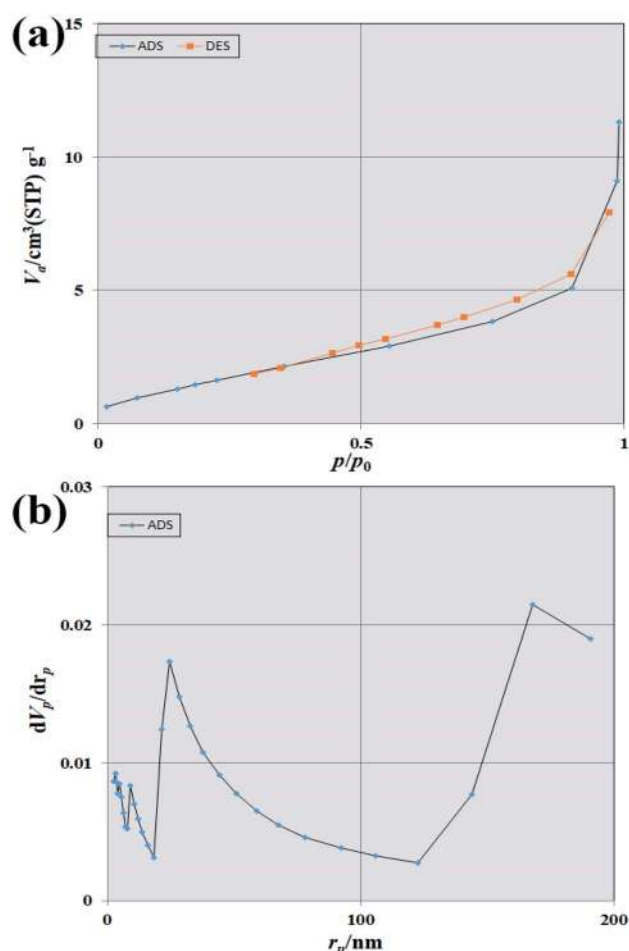 (a)
ADS DES
15
10
5
0
Vₐ/cm³(STP) g⁻¹
0 0.5 1
p/p₀
(b)
ADS
0.03
0.02
0.01
0
dVₚ/drₚ
0 100 200
rₚ/nm